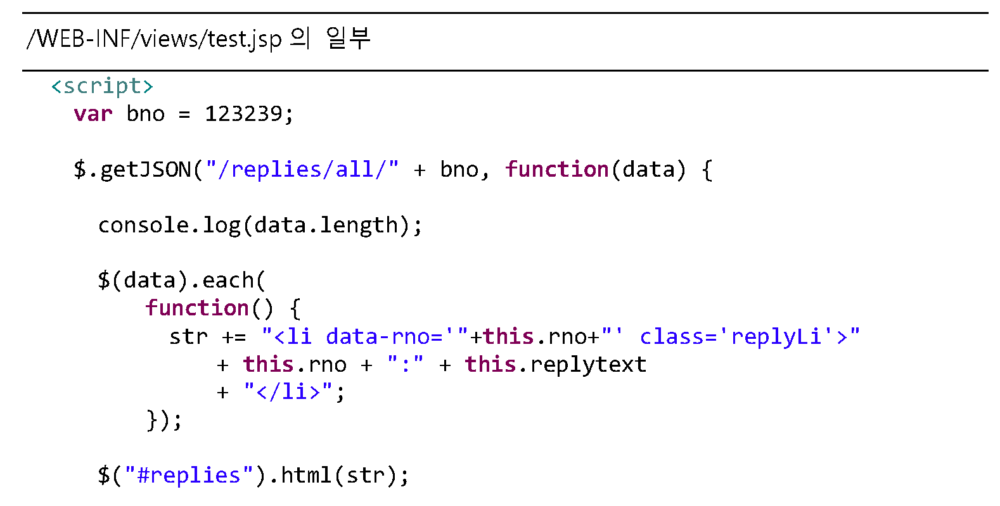 /WEB-INF/views/test.jsp 의 일부
<script>
var bno = 123239;
$.getJSON("/replies/all/" + bno, function(data) {
console.log(data.length);
$(data).each(
function() {
str += "<li data-rno='"+this.rno+"' class='replyLi'>"
+ this.rno + ":" + this.replytext
+ "</li>";
});
$("#replies").html(str);